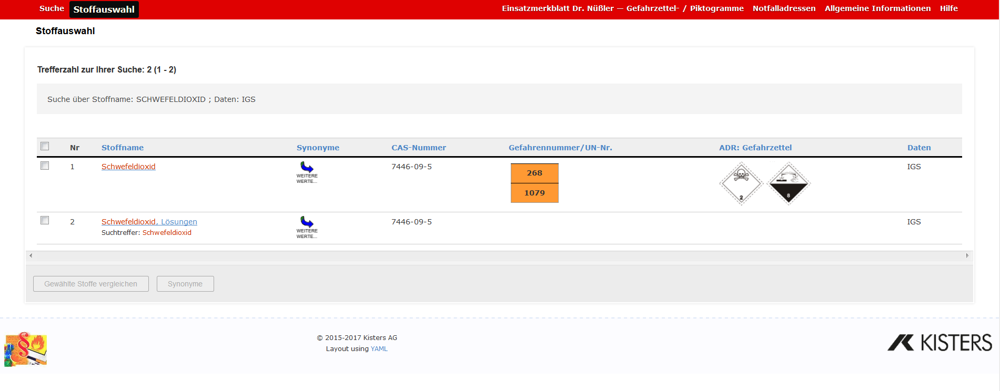 Suche Stoffauswahl Einsatzmerkblatt Dr. Nüßler — Gefahrzettel- / Piktogramme Notfalladressen Allgemeine Informationen Hilfe
Stoffauswahl
Trefferzahl zur Ihrer Suche: 2 (1 - 2)
Suche über Stoffname: SCHWEFELDIOXID ; Daten: IGS
Nr Stoffname Synonyme CAS-Nummer Gefahrennummer/UN-Nr. ADR: Gefahrzettel Daten
1 Schwefeldioxid WEITERE WERTE... 7446-09-5 268 1079 2 8 IGS
2 Schwefeldioxid, Lösungen WEITERE WERTE... 7446-09-5 IGS
Suchtreffer: Schwefeldioxid
Gewählte Stoffe vergleichen Synonyme
© 2015-2017 Kisters AG
Layout using YAML
§
KISTERS